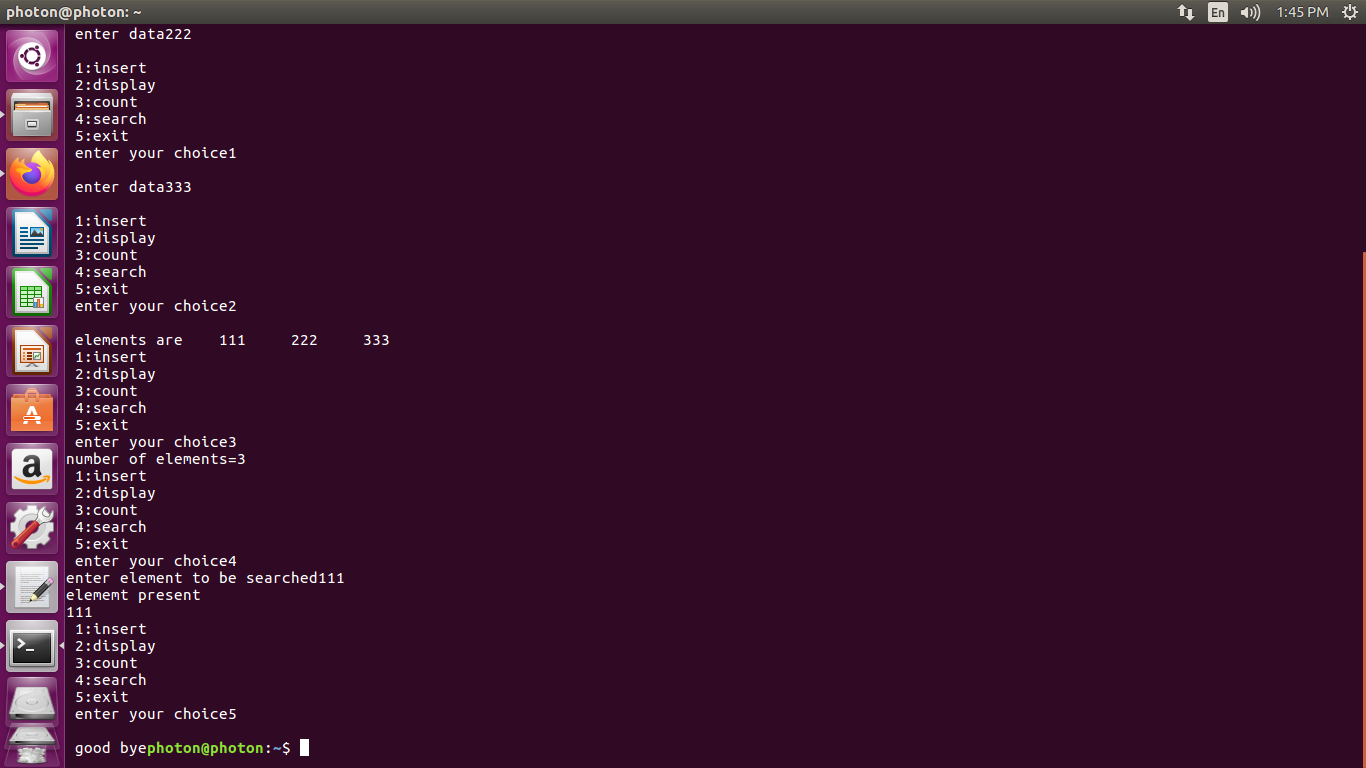 photon@photon: ~
En
1:45 PM
enter data222
1:insert
2:display
3:count
4:search
5:exit
enter your choice1
enter data333
1:insert
2:display
3:count
4:search
5:exit
enter your choice2
elements are    111     222     333
1:insert
2:display
3:count
4:search
5:exit
enter your choice3
number of elements=3
1:insert
2:display
3:count
4:search
5:exit
enter your choice4
enter element to be searched111
elememt present
111
1:insert
2:display
3:count
4:search
5:exit
enter your choice5
good byephoton@photon:~$